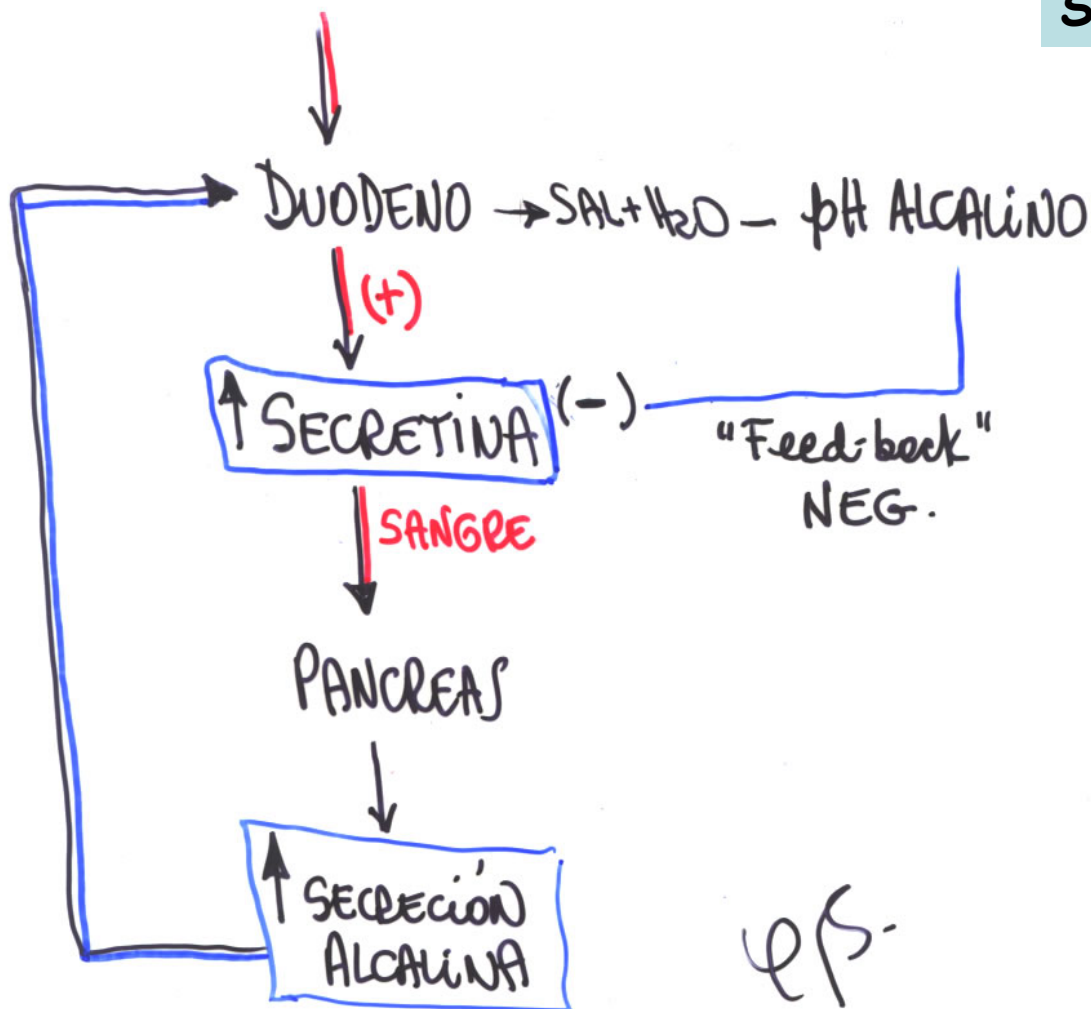 S
DUODENO → SAL + H2O - pH ALCALINO
(+)
↑ SECRETINA (-)
"Feed-back"
NEG.
SANGRE
PANCREAS
↑ SECRECIÓN
ALCALINA